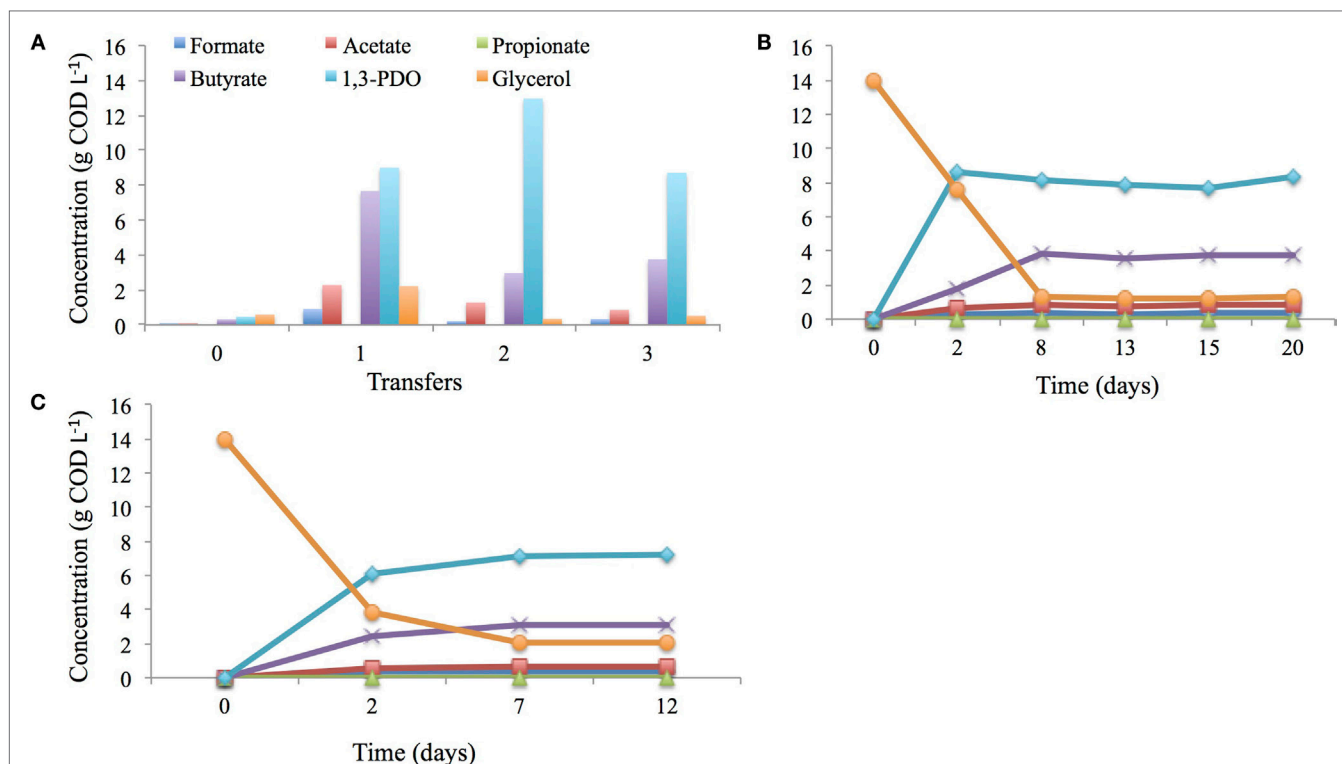 A
Concentration (g COD L⁻¹)
16
14
12
10
8
6
4
2
0
Formate Acetate Propionate
Butyrate 1,3-PDO Glycerol
0 1 2 3
Transfers
B
16
14
12
10
8
6
4
2
0
0 2 8 13 15 20
Time (days)
C
Concentration (g COD L⁻¹)
16
14
12
10
8
6
4
2
0
0 2 7 12
Time (days)